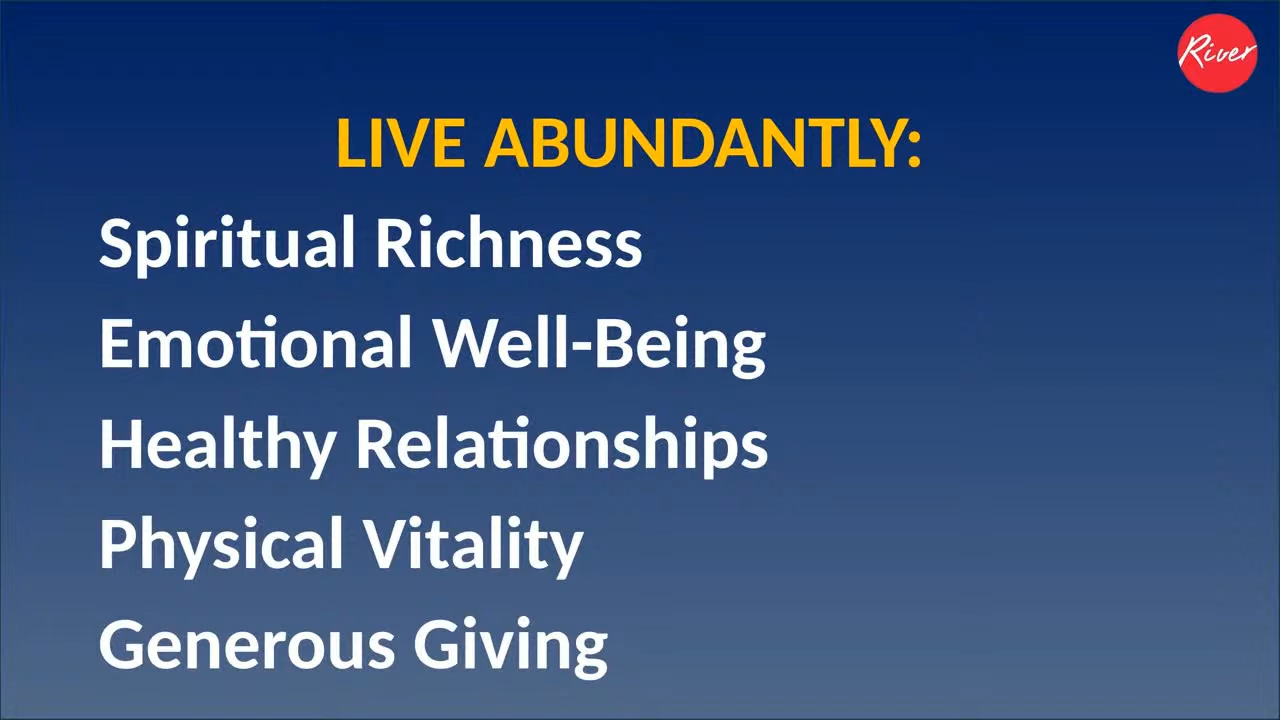 River
LIVE ABUNDANTLY:
Spiritual Richness
Emotional Well-Being
Healthy Relationships
Physical Vitality
Generous Giving